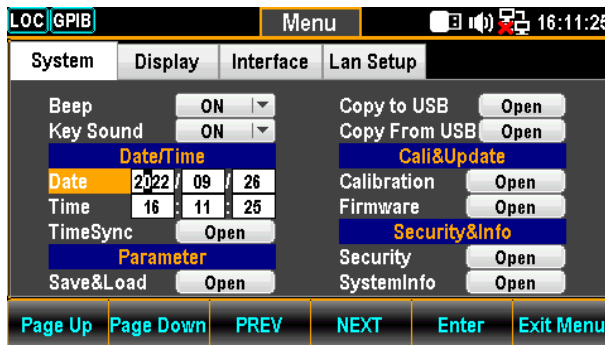 LOC GPIB Menu 16:11:25
System Display Interface Lan Setup
Beep ON Copy to USB Open
Key Sound ON Copy From USB Open
Date/Time Cali&Update
Date 2022 / 09 / 26 Calibration Open
Time 16 : 11 : 25 Firmware Open
TimeSync Open Security&Info
Parameter Security Open
Save&Load Open SystemInfo Open
Page Up Page Down PREV NEXT Enter Exit Menu